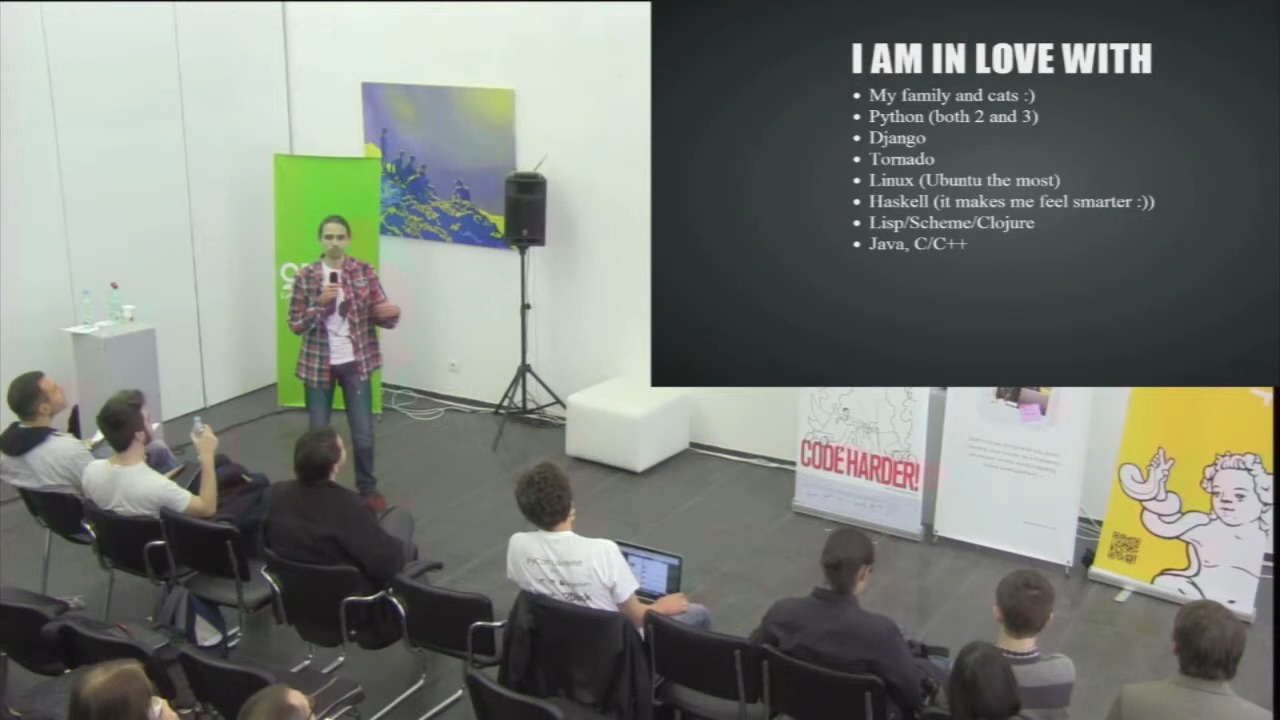 I AM IN LOVE WITH
• My family and cats :)
• Python (both 2 and 3)
• Django
• Tornado
• Linux (Ubuntu the most)
• Haskell (it makes me feel smarter :))
• Lisp/Scheme/Clojure
• Java, C/C++
CODE HARDER!